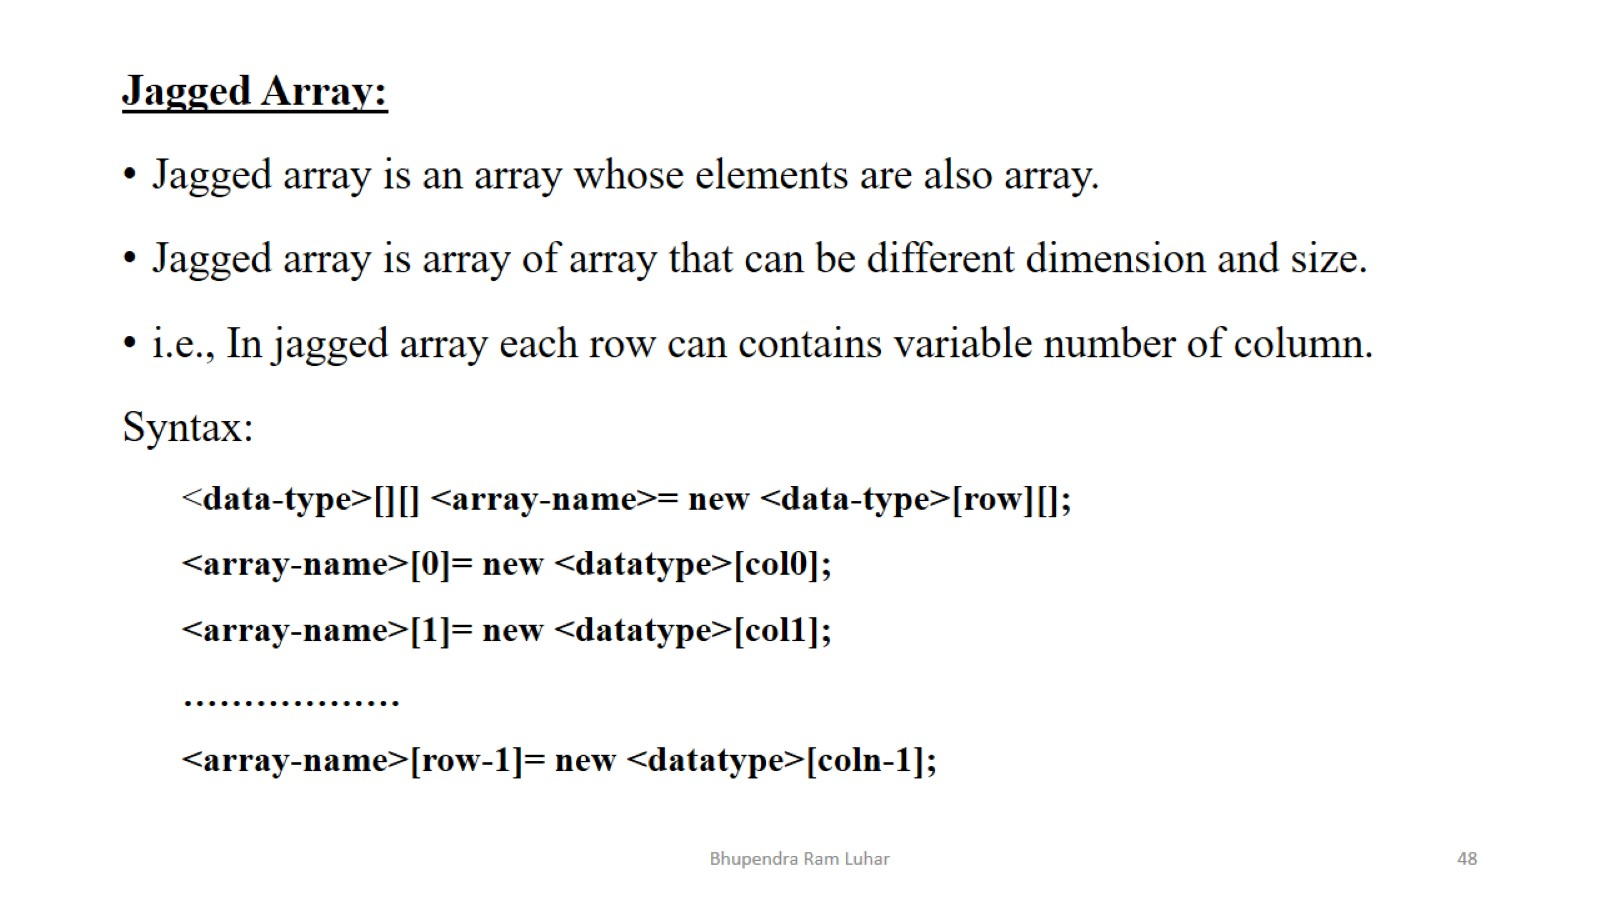 Jagged Array:
• Jagged array is an array whose elements are also array.
• Jagged array is array of array that can be different dimension and size.
• i.e., In jagged array each row can contains variable number of column.
Syntax:
<data-type>[][] <array-name>= new <data-type>[row][];
<array-name>[0]= new <datatype>[col0];
<array-name>[1]= new <datatype>[col1];
………………
<array-name>[row-1]= new <datatype>[coln-1];
Bhupendra Ram Luhar
48